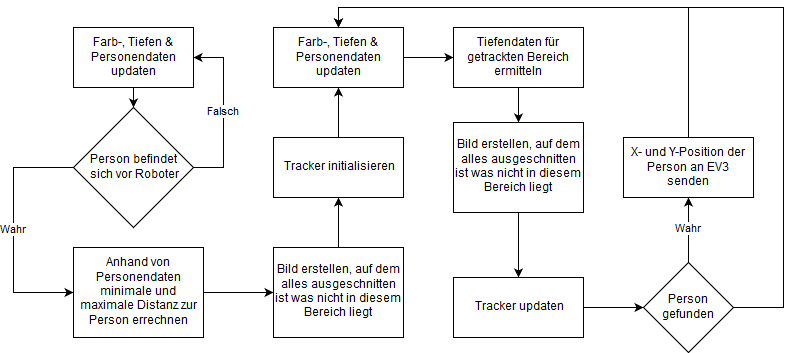 Farb-, Tiefen &
Personendaten
updaten
Falsch
Person befindet
sich vor Roboter
Wahr
Anhand von
Personendaten
minimale und
maximale Distanz zur
Person errechnen
Bild erstellen, auf dem
alles ausgeschnitten
ist was nicht in diesem
Bereich liegt
Tracker initialisieren
Farb-, Tiefen &
Personendaten
updaten
Tiefendaten für
getrackten Bereich
ermitteln
Bild erstellen, auf dem
alles ausgeschnitten
ist was nicht in diesem
Bereich liegt
Tracker updaten
Person
gefunden
Wahr
X- und Y-Position der
Person an EV3
senden